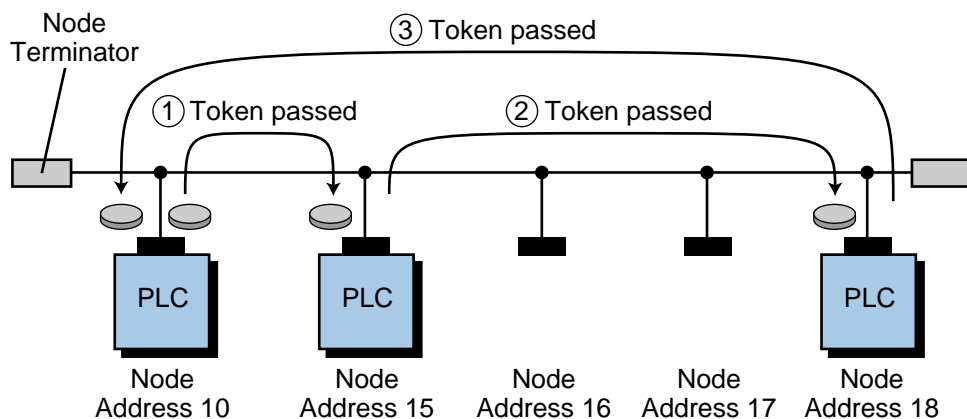 Node
Terminator
③ Token passed
① Token passed
② Token passed
PLC
PLC
PLC
Node
Address 10
Node
Address 15
Node
Address 16
Node
Address 17
Node
Address 18